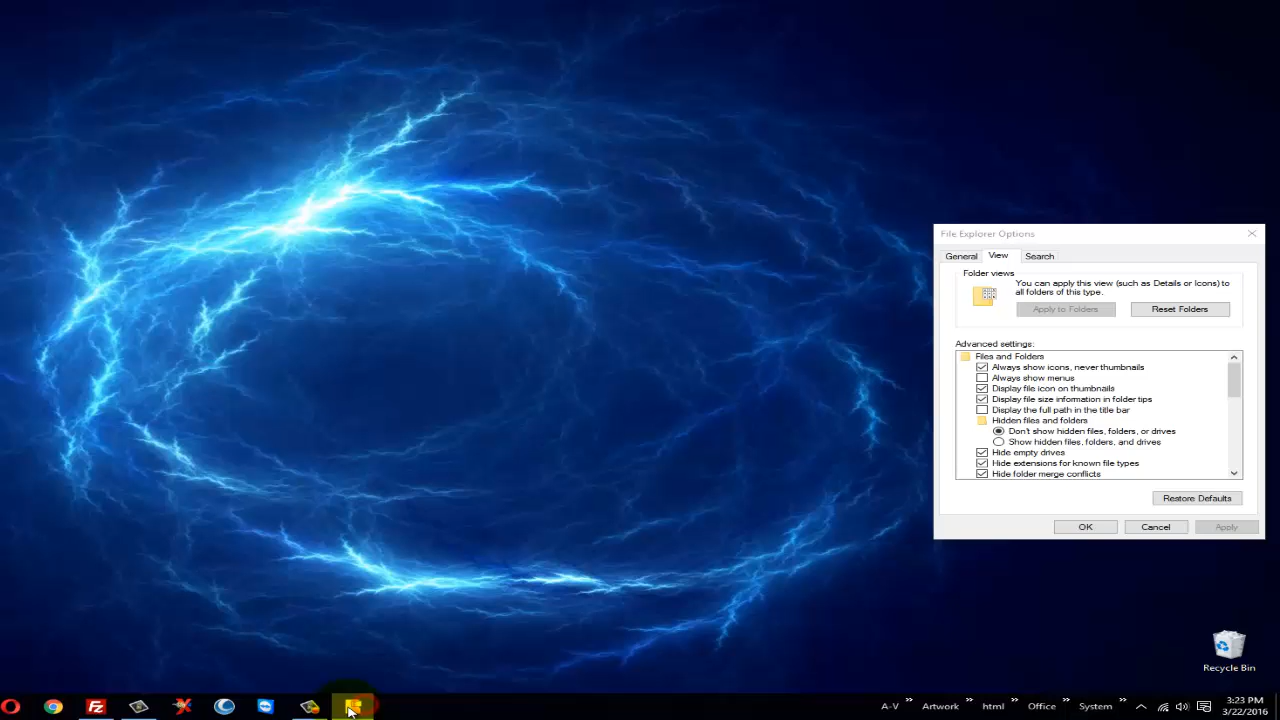 File Explorer Options
General View Search
Folder views
You can apply this view (such as Details or Icons) to
all folders of this type.
Apply to Folders Reset Folders
Advanced settings:
Files and Folders
Always show icons, never thumbnails
Always show menus
Display file icon on thumbnails
Display file size information in folder tips
Display the full path in the title bar
Hidden files and folders
Don't show hidden files, folders, or drives
Show hidden files, folders, and drives
Hide empty drives
Hide extensions for known file types
Hide folder merge conflicts
Restore Defaults
OK Cancel Apply
Recycle Bin
Fz
A-V » Artwork » html » Office » System »
3:23 PM
3/22/2016